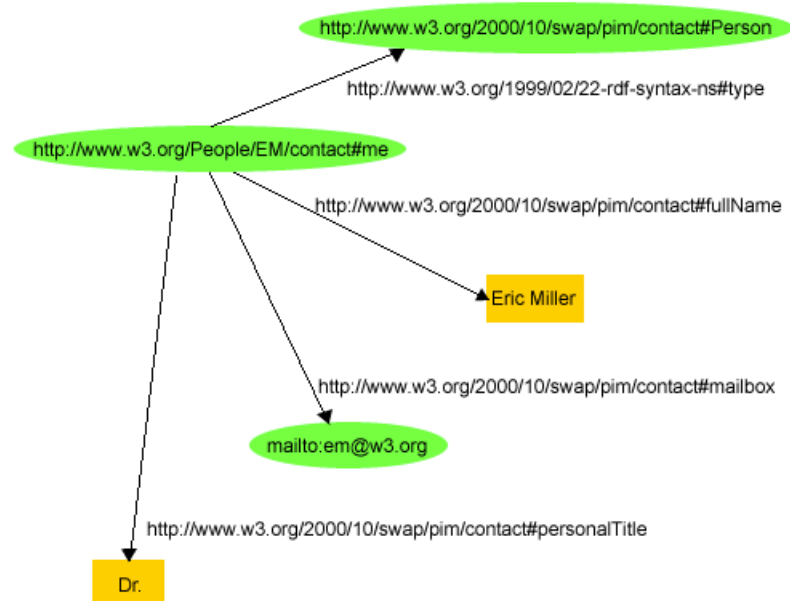 http://www.w3.org/2000/10/swap/pim/contact#Person
http://www.w3.org/1999/02/22-rdf-syntax-ns#type
http://www.w3.org/People/EM/contact#me
http://www.w3.org/2000/10/swap/pim/contact#fullName
Eric Miller
http://www.w3.org/2000/10/swap/pim/contact#mailbox
mailto:em@w3.org
http://www.w3.org/2000/10/swap/pim/contact#personalTitle
Dr.